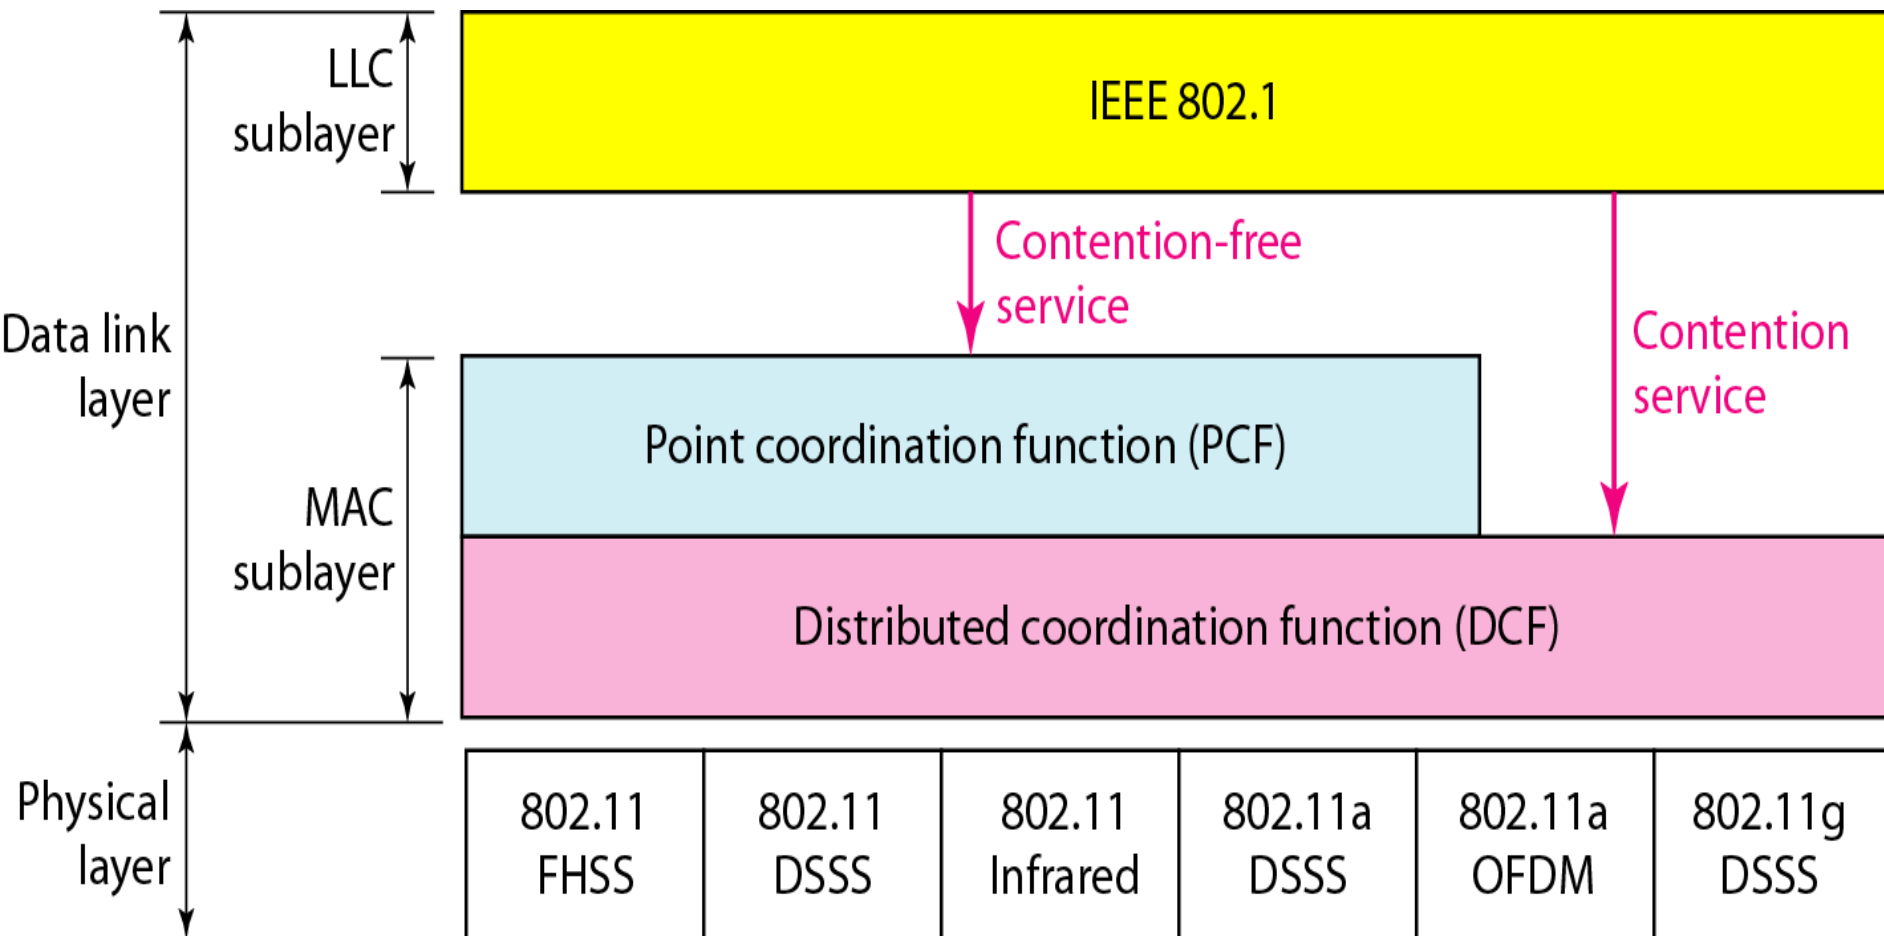 LLC
sublayer
IEEE 802.1
Contention-free
service
Contention
service
Data link
layer
Point coordination function (PCF)
MAC
sublayer
Distributed coordination function (DCF)
Physical
layer
802.11
FHSS
802.11
DSSS
802.11
Infrared
802.11a
DSSS
802.11a
OFDM
802.11g
DSSS